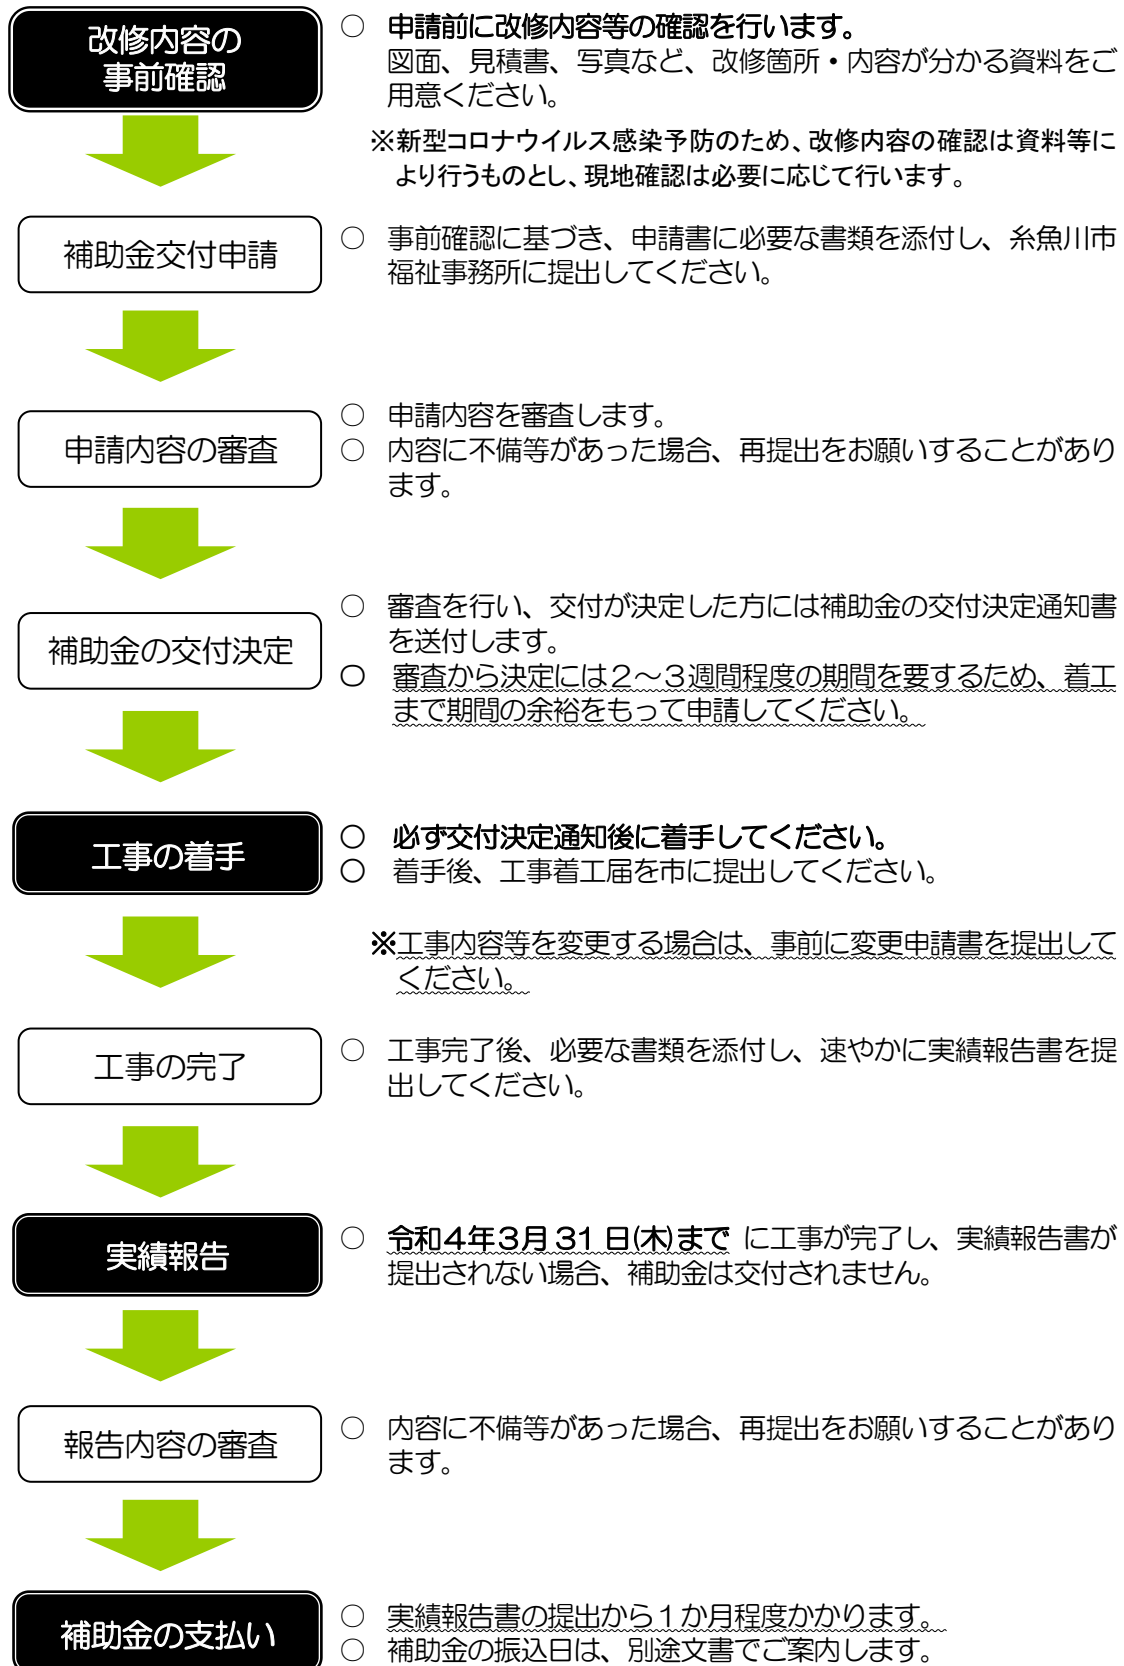 改修内容の
事前確認
○ 申請前に改修内容等の確認を行います。
図面、見積書、写真など、改修箇所・内容が分かる資料をご
用意ください。
※新型コロナウイルス感染予防のため、改修内容の確認は資料等に
より行うものとし、現地確認は必要に応じて行います。
補助金交付申請
○ 事前確認に基づき、申請書に必要な書類を添付し、糸魚川市
福祉事務所に提出してください。
申請内容の審査
○ 申請内容を審査します。
○ 内容に不備等があった場合、再提出をお願いすることがあり
ます。
補助金の交付決定
○ 審査を行い、交付が決定した方には補助金の交付決定通知書
を送付します。
○ 審査から決定には2～3週間程度の期間を要するため、着工
まで期間の余裕をもって申請してください。
工事の着手
○ 必ず交付決定通知後に着手してください。
○ 着手後、工事着工届を市に提出してください。
※工事内容等を変更する場合は、事前に変更申請書を提出して
ください。
工事の完了
○ 工事完了後、必要な書類を添付し、速やかに実績報告書を提
出してください。
実績報告
○ 令和4年3月31日(木)まで に工事が完了し、実績報告書が
提出されない場合、補助金は交付されません。
報告内容の審査
○ 内容に不備等があった場合、再提出をお願いすることがあり
ます。
補助金の支払い
○ 実績報告書の提出から1か月程度かかります。
○ 補助金の振込日は、別途文書でご案内します。